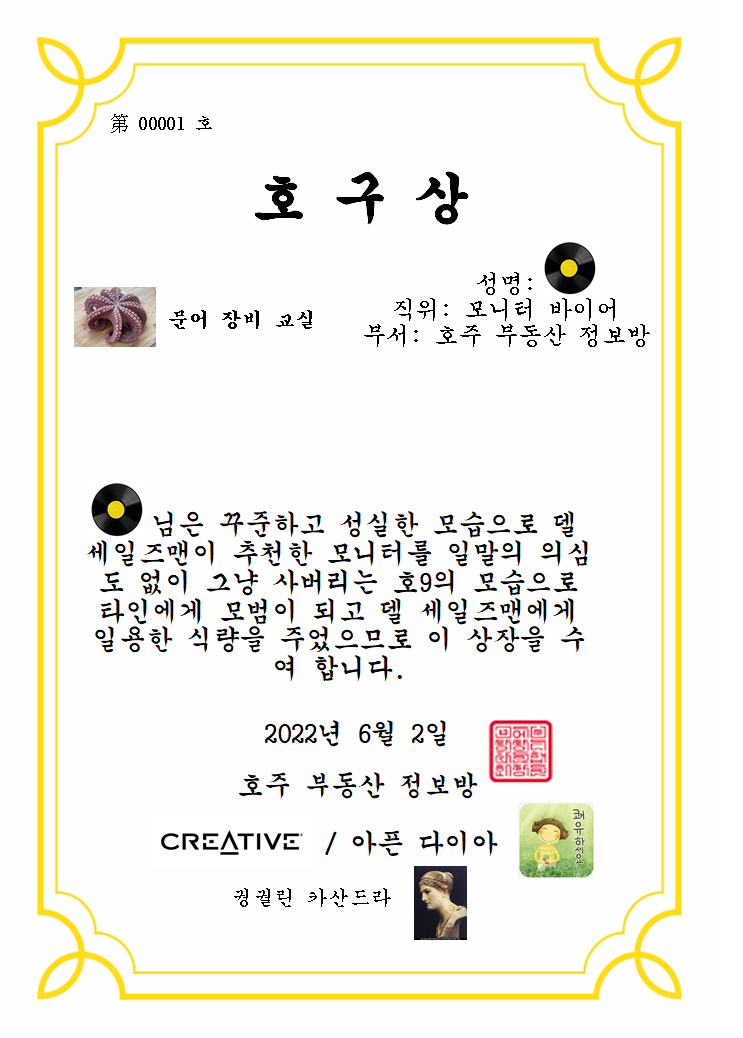 第 00001 호
호 구 상
성명:
직위: 모니터 바이어
문어 장비 교실
부서: 호주 부동산 정보방
님은 꾸준하고 성실한 모습으로 델
세일즈맨이 추천한 모니터를 일말의 의심
도 없이 그냥 사버리는 호9의 모습으로
타인에게 모범이 되고 델 세일즈맨에게
일용한 식량을 주었으므로 이 상장을 수
여 합니다.
2022년 6월 2일
호주 부동산 정보방
CREATIVE / 아픈 다이아
쾌유하세요
귕궐린 카산드라